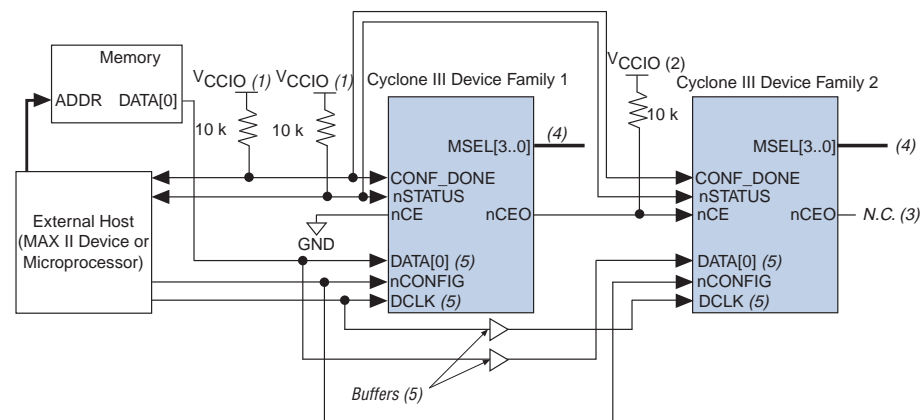 Memory
ADDR DATA[0]
VCCIO (1) VCCIO (1)
10 k 10 k
Cyclone III Device Family 1
MSEL[3..0] (4)
CONF_DONE
nSTATUS
nCE nCEO
GND
DATA[0] (5)
nCONFIG
DCLK (5)
VCCIO (2)
10 k
Cyclone III Device Family 2
MSEL[3..0] (4)
CONF_DONE
nSTATUS
nCE nCEO N.C. (3)
DATA[0] (5)
nCONFIG
DCLK (5)
External Host
(MAX II Device or
Microprocessor)
Buffers (5)